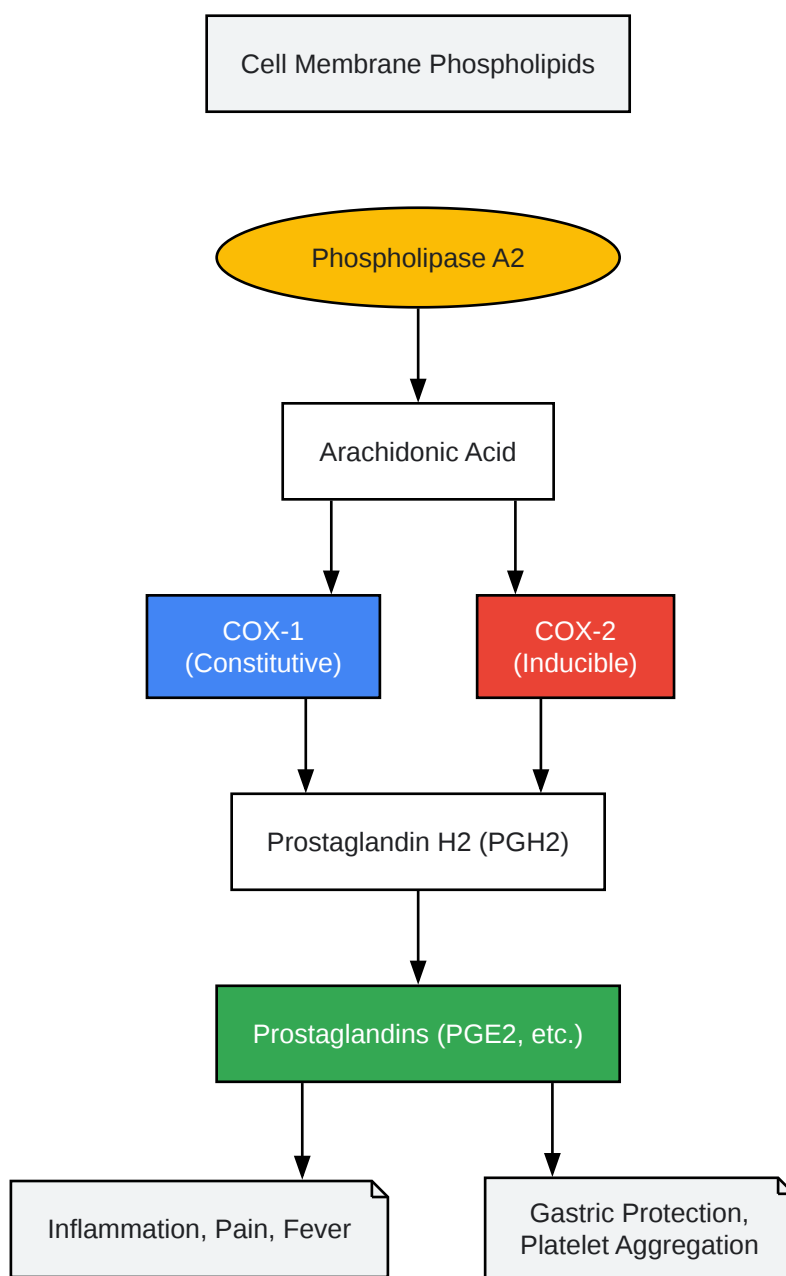 Cell Membrane Phospholipids
Phospholipase A2
Arachidonic Acid
COX-1
(Constitutive)
COX-2
(Inducible)
Prostaglandin H2 (PGH2)
Prostaglandins (PGE2, etc.)
Inflammation, Pain, Fever
Gastric Protection,
Platelet Aggregation